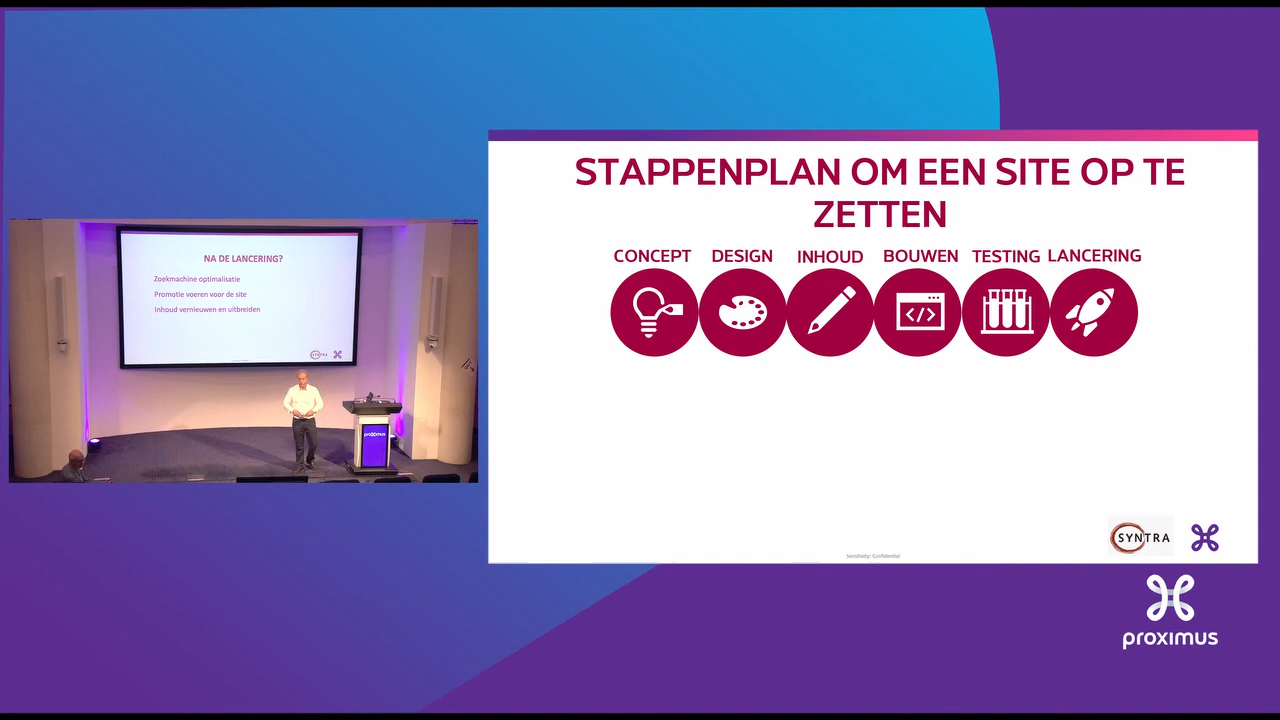 NA DE LANCERING?
Zoekmachine optimalisatie
Promotie voeren voor de site
Inhoud vernieuwen en uitbreiden
SYNTRA
proximus
STAPPENPLAN OM EEN SITE OP TE
ZETTEN
CONCEPT DESIGN INHOUD BOUWEN TESTING LANCERING
</>
Sensitivity: Confidential
SYNTRA
proximus